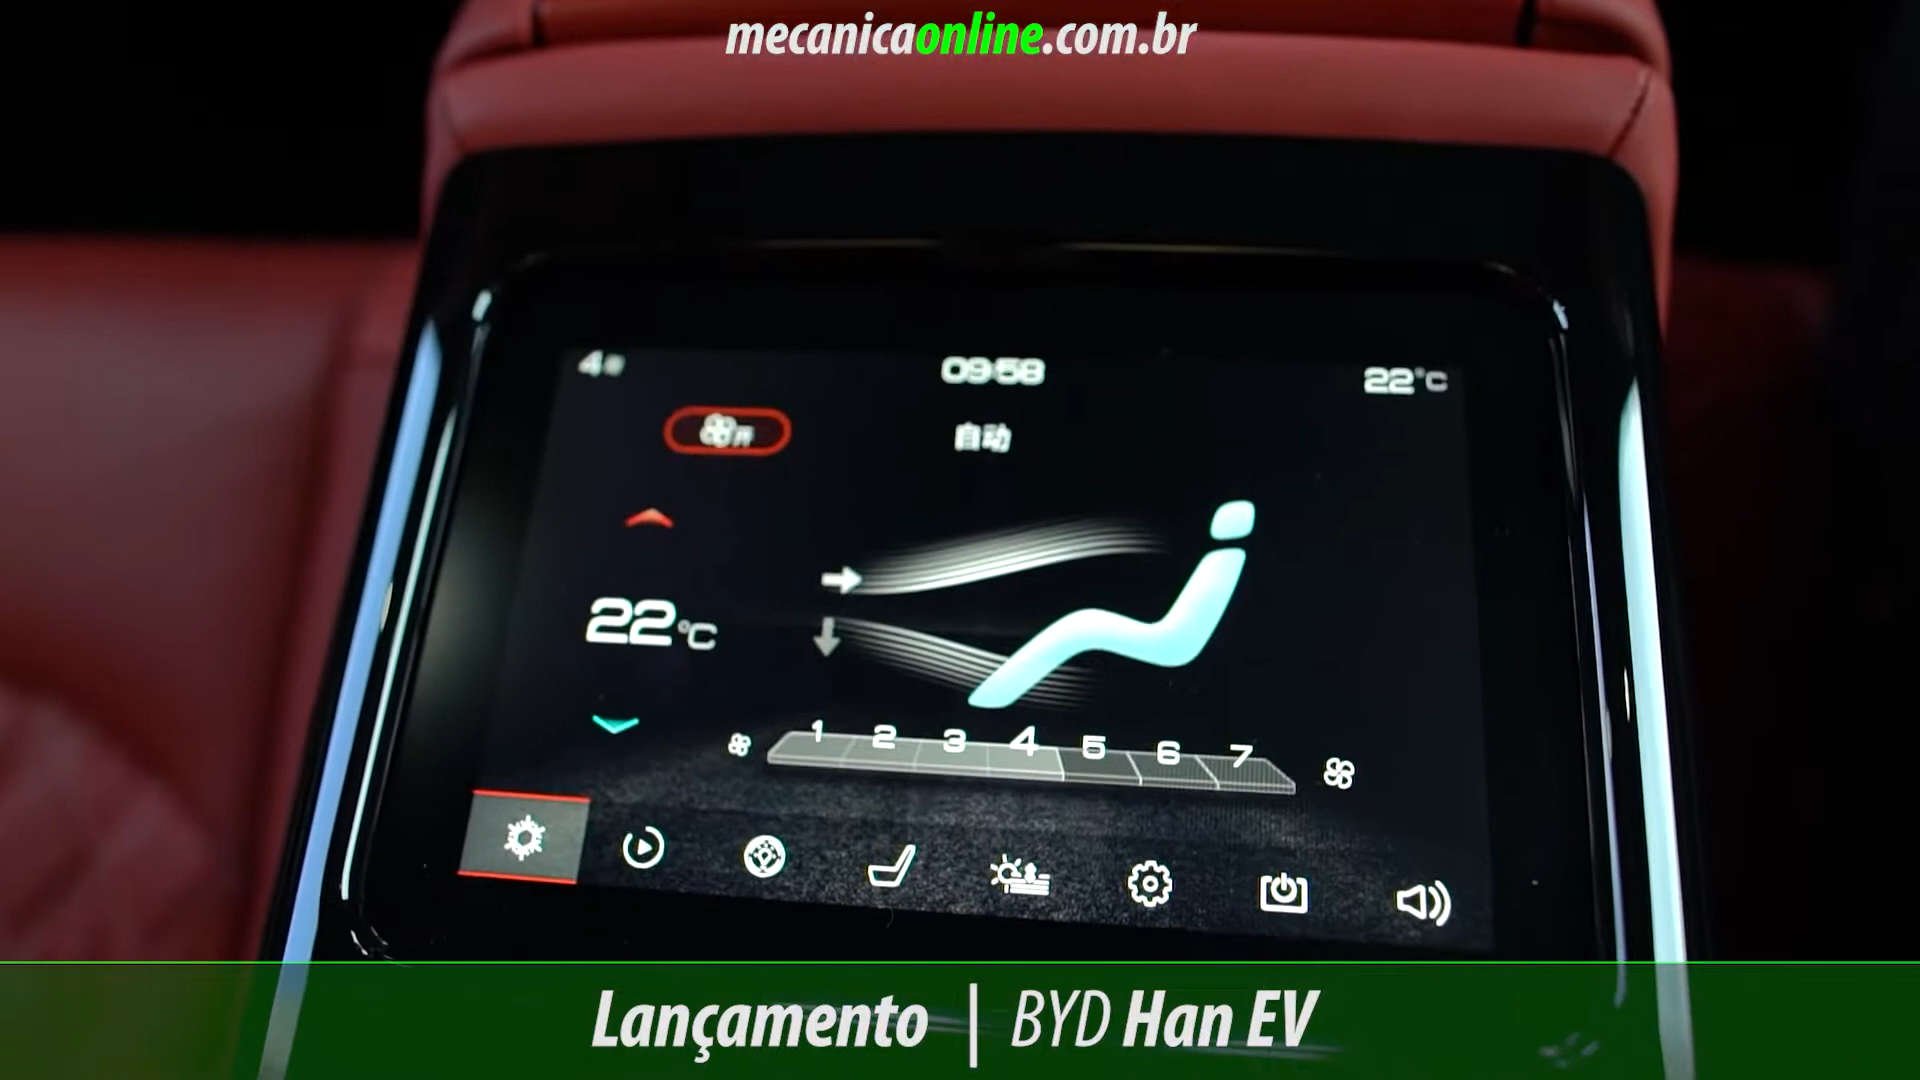 mecanicaonline.com.br
4
09:58
22°C
开
自动
22°C
1 2 3 4 5 6 7
Lançamento | BYD Han EV